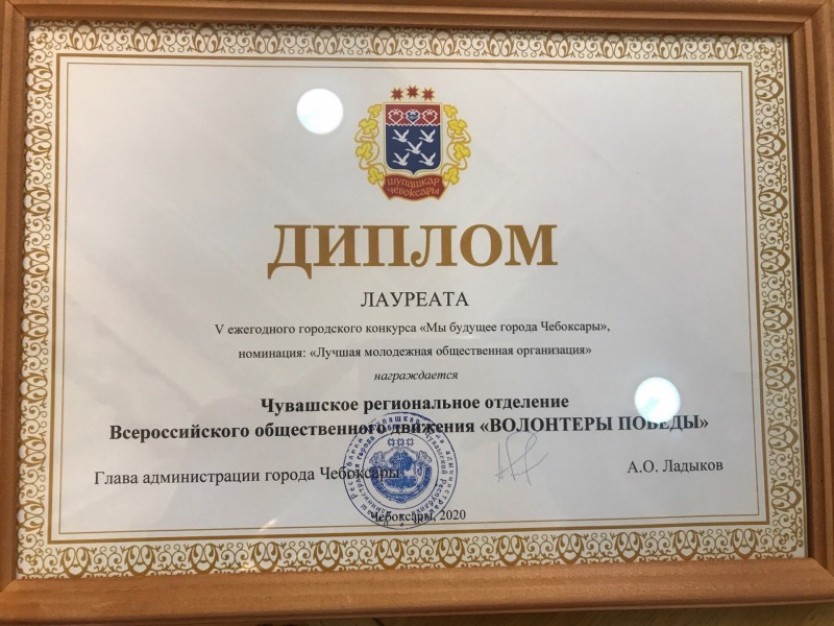 ШУПАШКАР
ЧЕБОКСАРЫ
ДИПЛОМ
ЛАУРЕАТА
V ежегодного городского конкурса «Мы будущее города Чебоксары»,
номинация: «Лучшая молодежная общественная организация»
награждается
Чувашское региональное отделение
Всероссийского общественного движения «ВОЛОНТЕРЫ ПОБЕДЫ»
Глава администрации города Чебоксары
А.О. Ладыков
Чебоксары, 2020